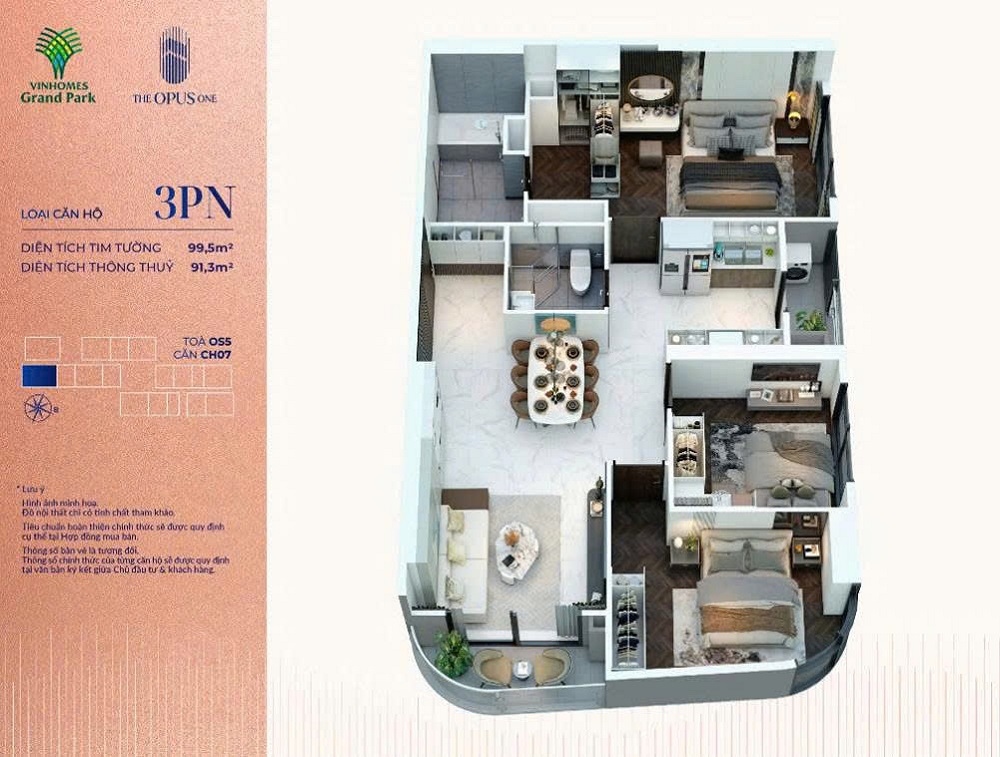 VINHOMES
Grand Park
THE OPUS ONE
LOẠI CĂN HỘ 3PN
DIỆN TÍCH TIM TƯỜNG 99,5m²
DIỆN TÍCH THÔNG THUỶ 91,3m²
TOÀ OS5
CĂN CH07
B
* Lưu ý
Hình ảnh minh hoạ.
Đồ nội thất chỉ có tính chất tham khảo.
Tiêu chuẩn hoàn thiện chính thức sẽ được quy định
cụ thể tại Hợp đồng mua bán.
Thông số bản vẽ là tương đối.
Thông số chính thức của từng căn hộ sẽ được quy định
tại văn bản ký kết giữa Chủ đầu tư & khách hàng.